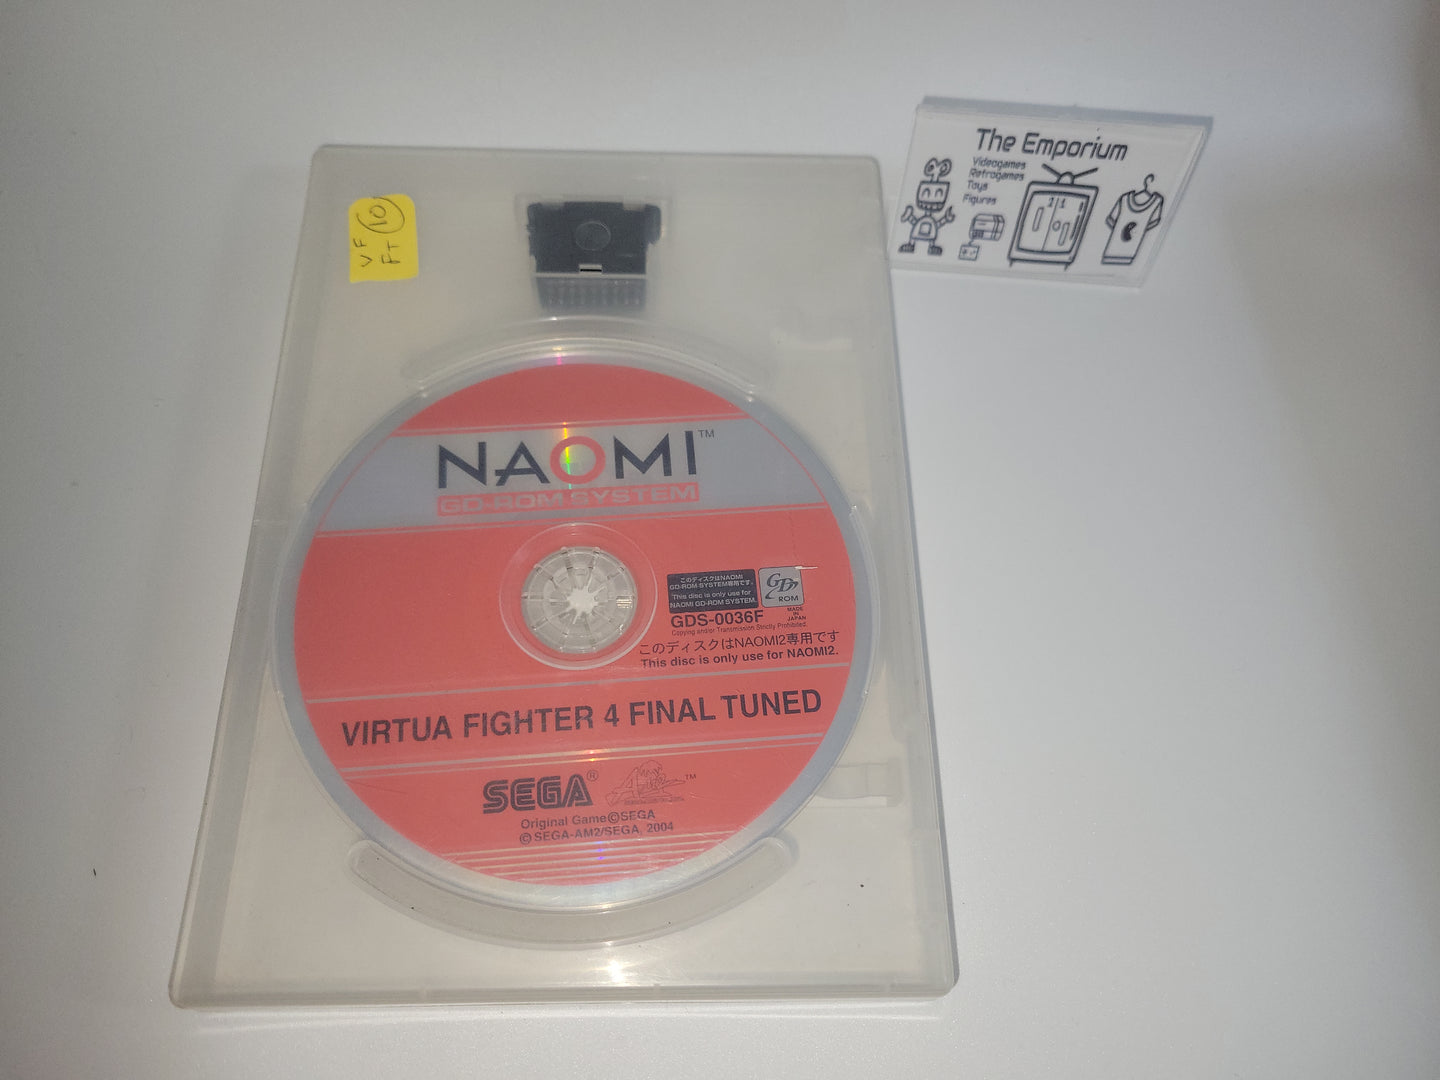 The Emporium
Videogames
Retrogames
Toys
Figures
VF
FT
10
NAOMI™
GD-ROM SYSTEM
このディスクはNAOMI
GD-ROM SYSTEM専用です。
This disc is only use for
NAOMI GD-ROM SYSTEM.
GD
ROM
MADE
IN
JAPAN
GDS-0036F
Copying and/or Transmission Strictly Prohibited.
このディスクはNAOMI2専用です
This disc is only use for NAOMI2.
VIRTUA FIGHTER 4 FINAL TUNED
SEGA®
™
Original Game©SEGA
©SEGA-AM2/SEGA, 2004